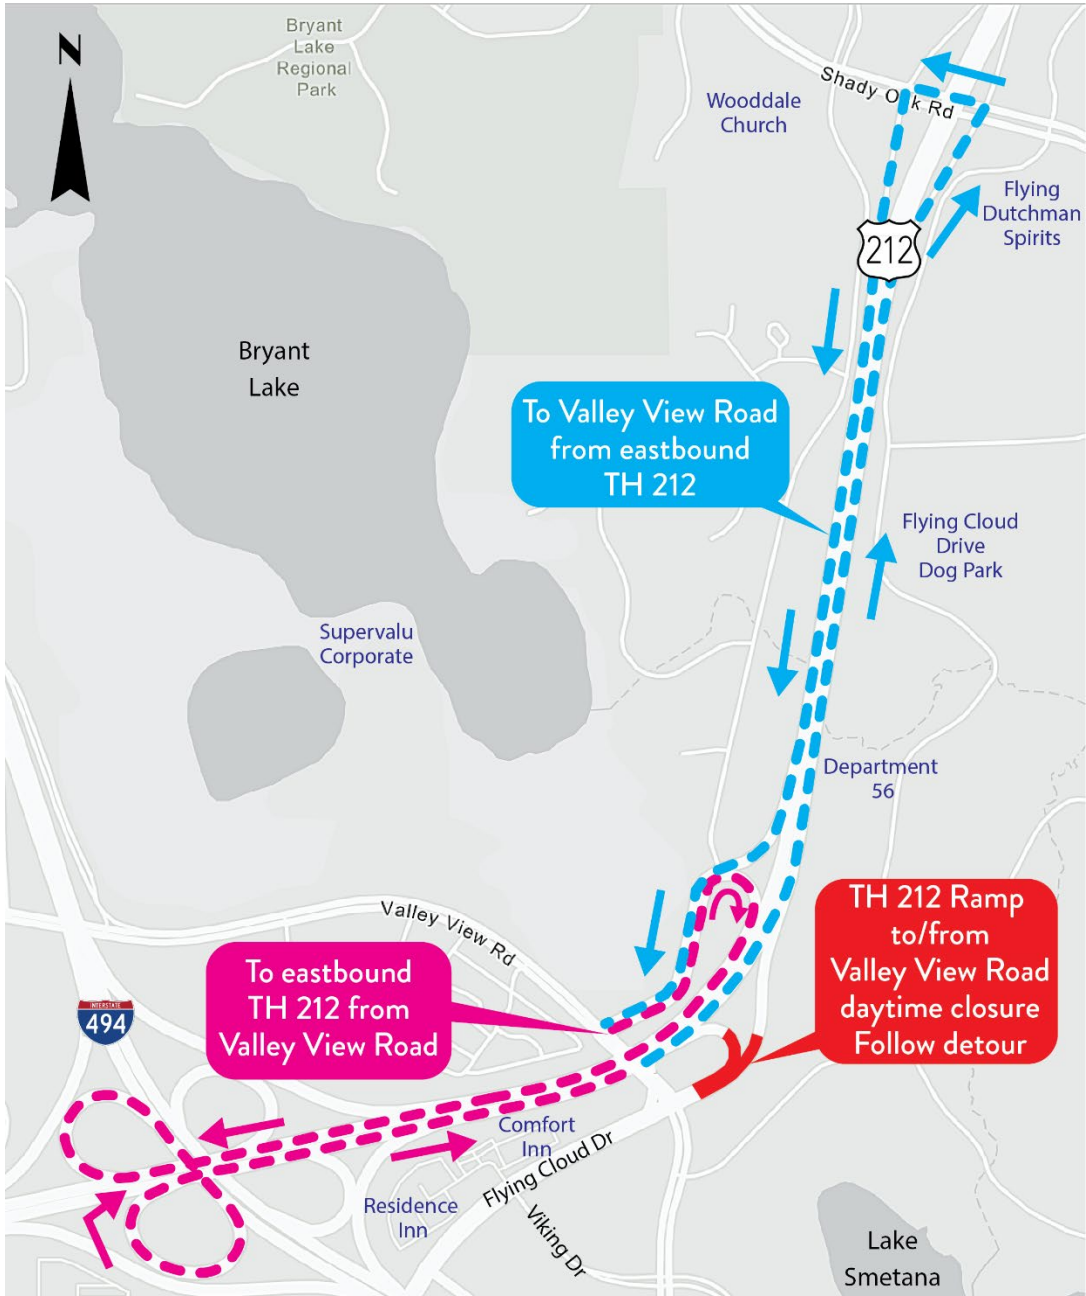 N
Bryant
Lake
Regional
Park
Shady O k Rd
Wooddale
Church
Flying
Dutchman
Spirits
212
Bryant
Lake
To Valley View Road
from eastbound
TH 212
Flying Cloud
Drive
Dog Park
Supervalu
Corporate
Department
56
TH 212 Ramp
to/from
Valley View Road
daytime closure
Follow detour
Valley View Rd
To eastbound
TH 212 from
Valley View Road
INTERSTATE
494
Comfort
Inn
Flying Cloud Dr
Residence
Inn
Viking Dr
Lake
Smetana